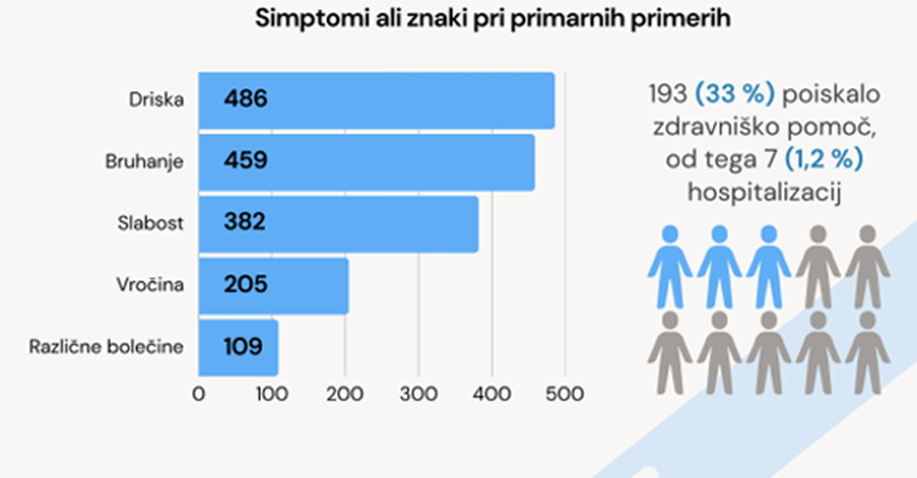 Simptomi ali znaki pri primarnih primerih
Driska
486
Bruhanje
459
Slabost
382
Vročina
205
Različne bolečine
109
0 100 200 300 400 500
193 (33 %) poiskalo
zdravniško pomoč,
od tega 7 (1,2 %)
hospitalizacij